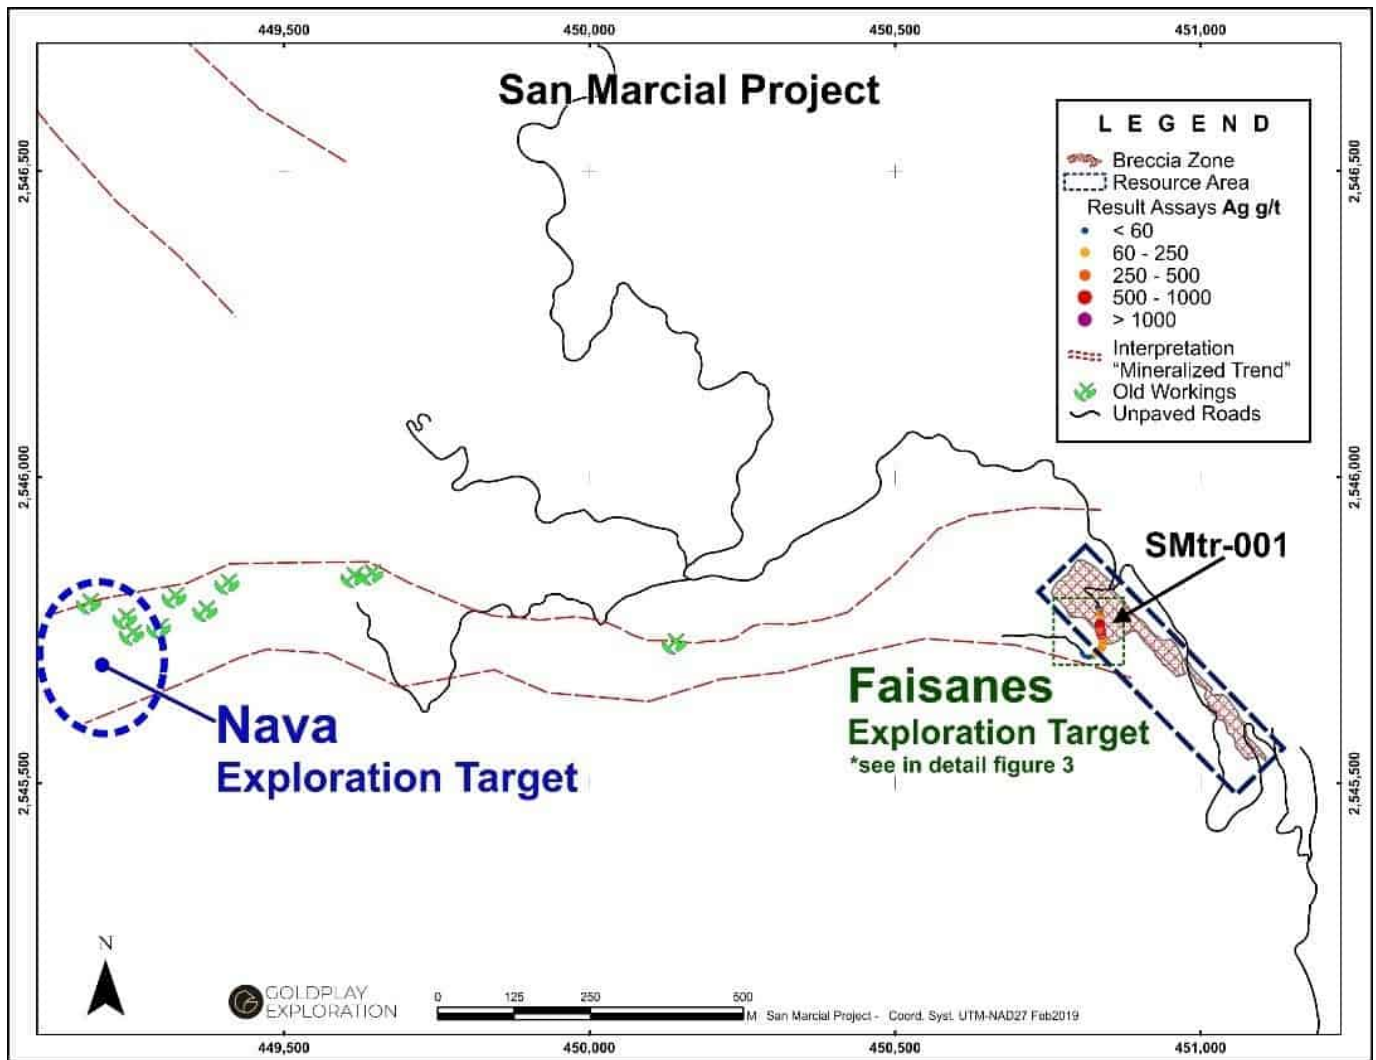 449,500
450,000
450,500
451,000
San Marcial Project
L E G E N D
Breccia Zone
Resource Area
Result Assays Ag g/t
< 60
60 - 250
250 - 500
500 - 1000
> 1000
Interpretation
“Mineralized Trend”
Old Workings
Unpaved Roads
2,546,500
2,546,500
2,546,000
2,546,000
SMtr-001
Faisanes
Exploration Target
*see in detail figure 3
Nava
Exploration Target
2,545,500
2,545,500
N
GOLDPLAY
EXPLORATION
0
125
250
500
M
San Marcial Project - Coord. Syst. UTM-NAD27 Feb2019
449,500
450,000
450,500
451,000